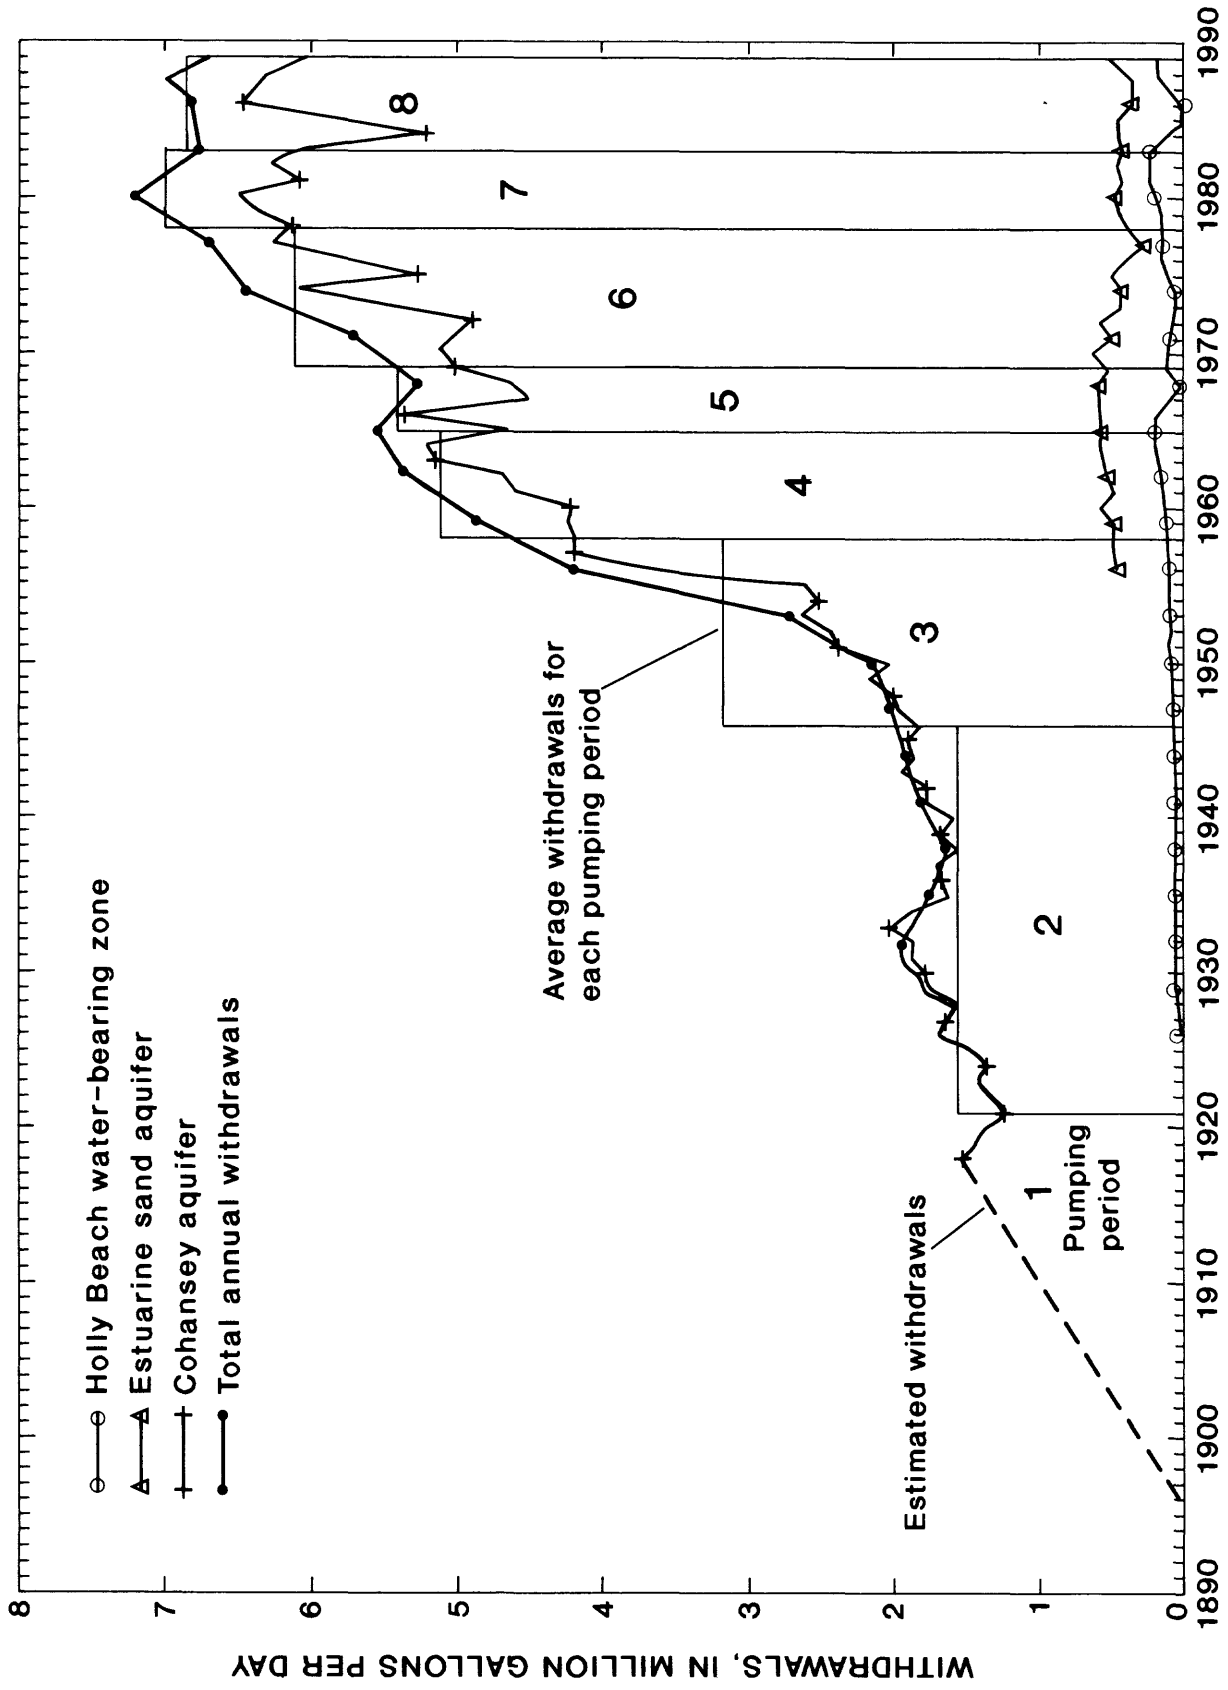 WITHDRAWALS, IN MILLION GALLONS PER DAY
8
7
6
5
4
3
2
1
0
Holly Beach water-bearing zone
Estuarine sand aquifer
Cohansey aquifer
Total annual withdrawals
Average withdrawals for
each pumping period
Estimated withdrawals
1
Pumping
period
2
3
4
5
6
7
8
1890
1900
1910
1920
1930
1940
1950
1960
1970
1980
1990